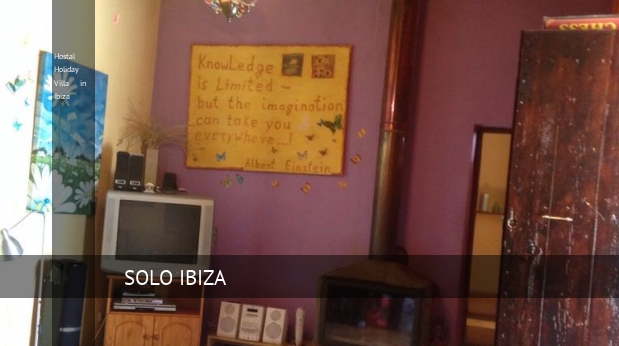 Hostal
Holiday
Villa in
Ibiza
KnowLedge
is Limited -
but the imagination
can take you
everywhere...!
Albert Einstein
SOLO IBIZA
CHESS